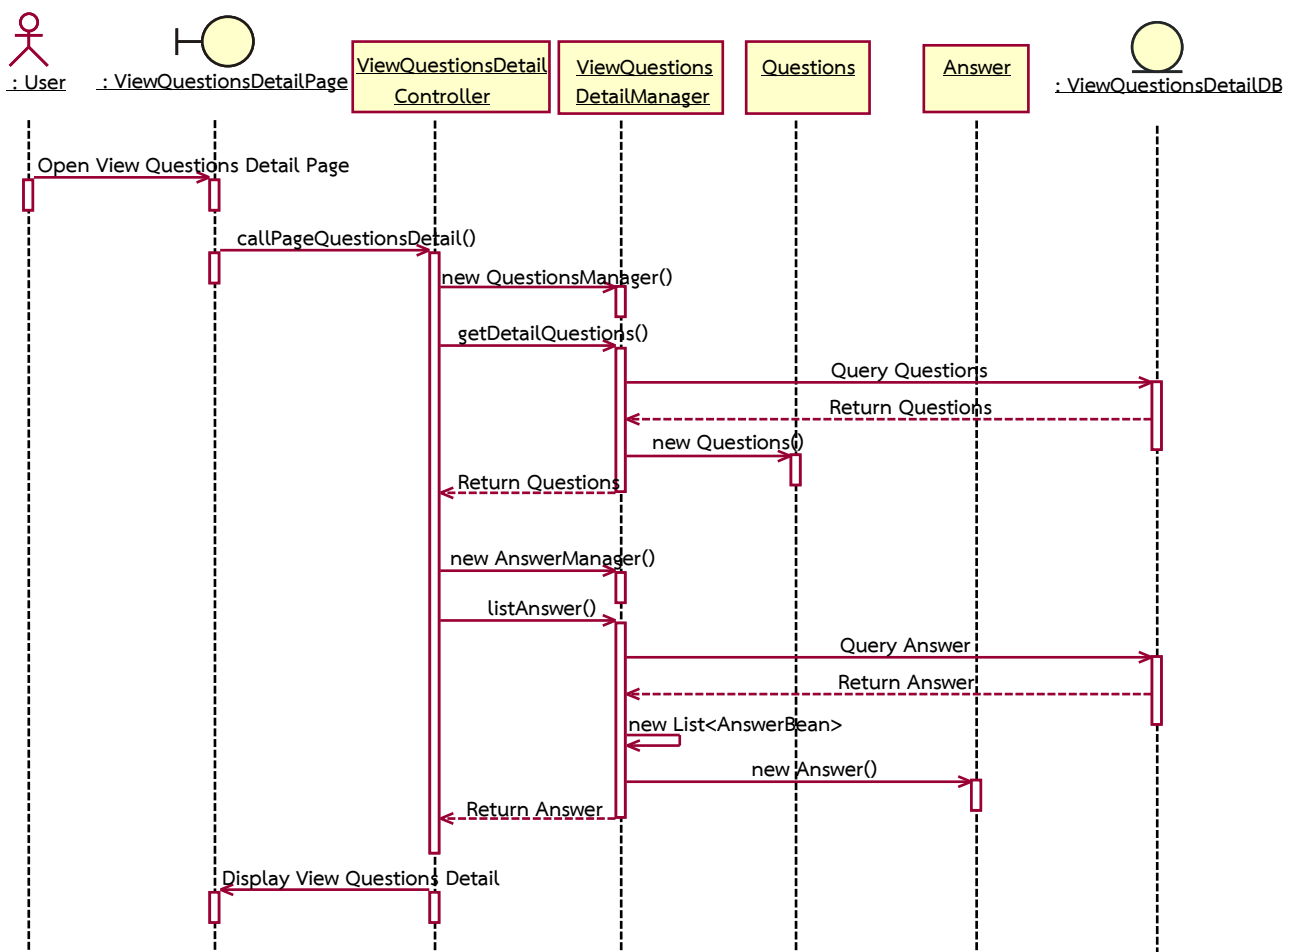 : User
: ViewQuestionsDetailPage
ViewQuestionsDetail
Controller
ViewQuestions
DetailManager
Questions
Answer
: ViewQuestionsDetailDB
Open View Questions Detail Page
callPageQuestionsDetail()
new QuestionsManager()
getDetailQuestions()
Query Questions
Return Questions
new Questions()
Return Questions
new AnswerManager()
listAnswer()
Query Answer
Return Answer
new List<AnswerBean>
new Answer()
Return Answer
Display View Questions Detail